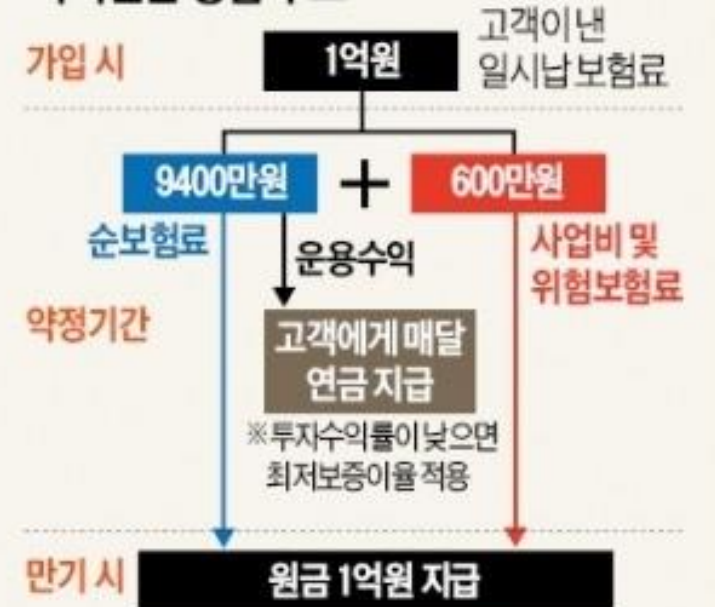 가입 시
1억원
고객이 낸
일시납 보험료
9400만원
+
600만원
순보험료
운용수익
사업비 및
위험보험료
약정기간
고객에게 매달
연금 지급
※투자수익률이 낮으면
최저보증이율 적용
만기 시
원금 1억원 지급